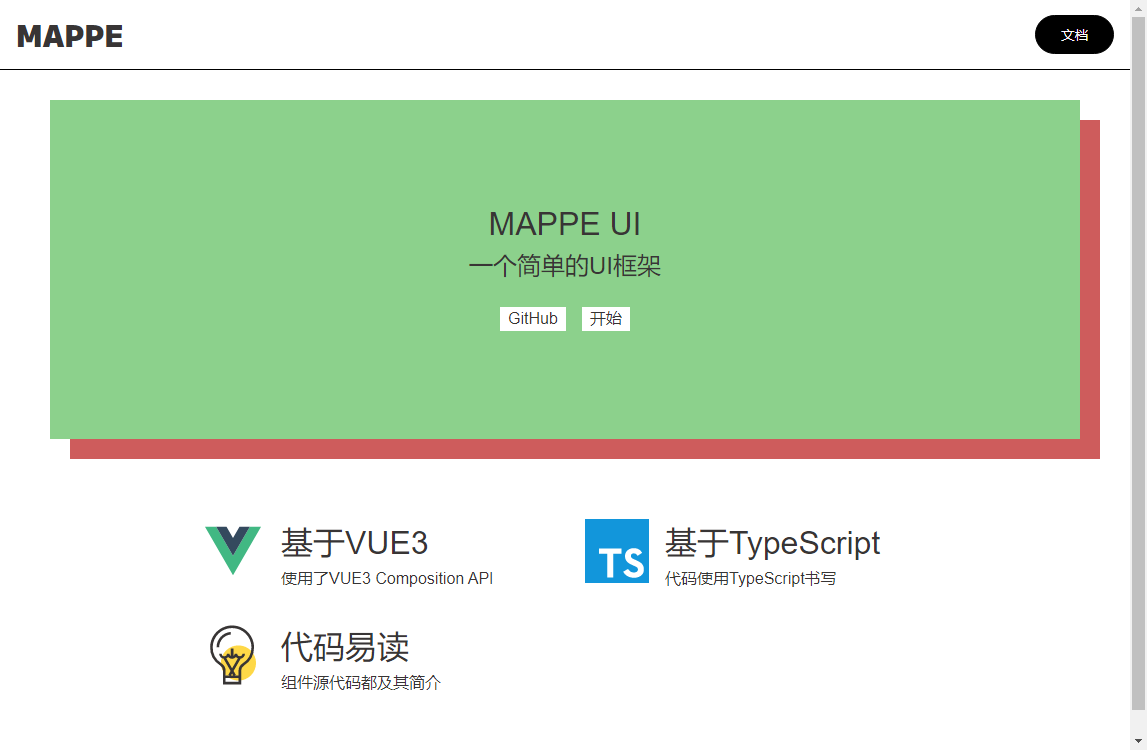 MAPPE
文档
MAPPE UI
一个简单的UI框架
GitHub
开始
基于VUE3
使用了VUE3 Composition API
TS
基于TypeScript
代码使用TypeScript书写
代码易读
组件源代码都及其简介